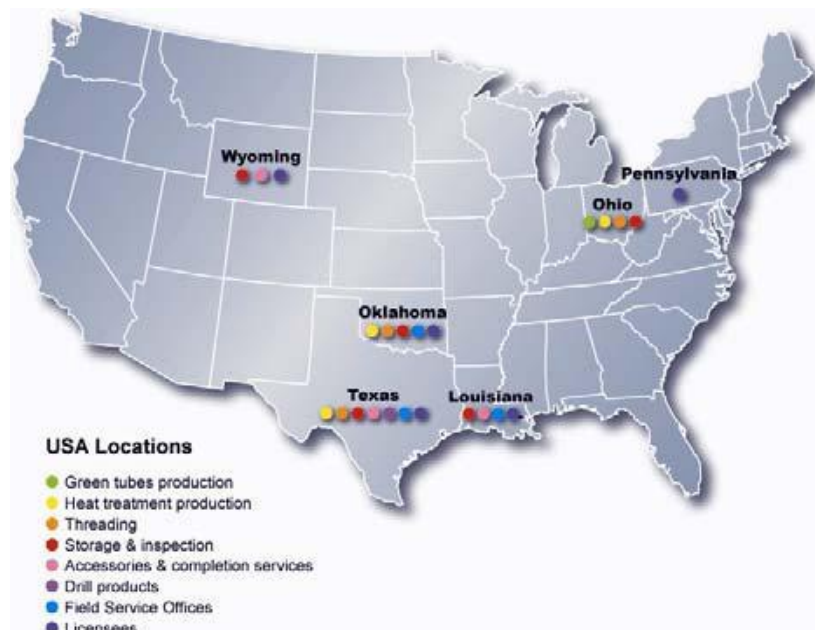 Wyoming
Pennsylvania
Ohio
Oklahoma
Texas
Louisiana
USA Locations
Green tubes production
Heat treatment production
Threading
Storage & inspection
Accessories & completion services
Drill products
Field Service Offices
Licensees